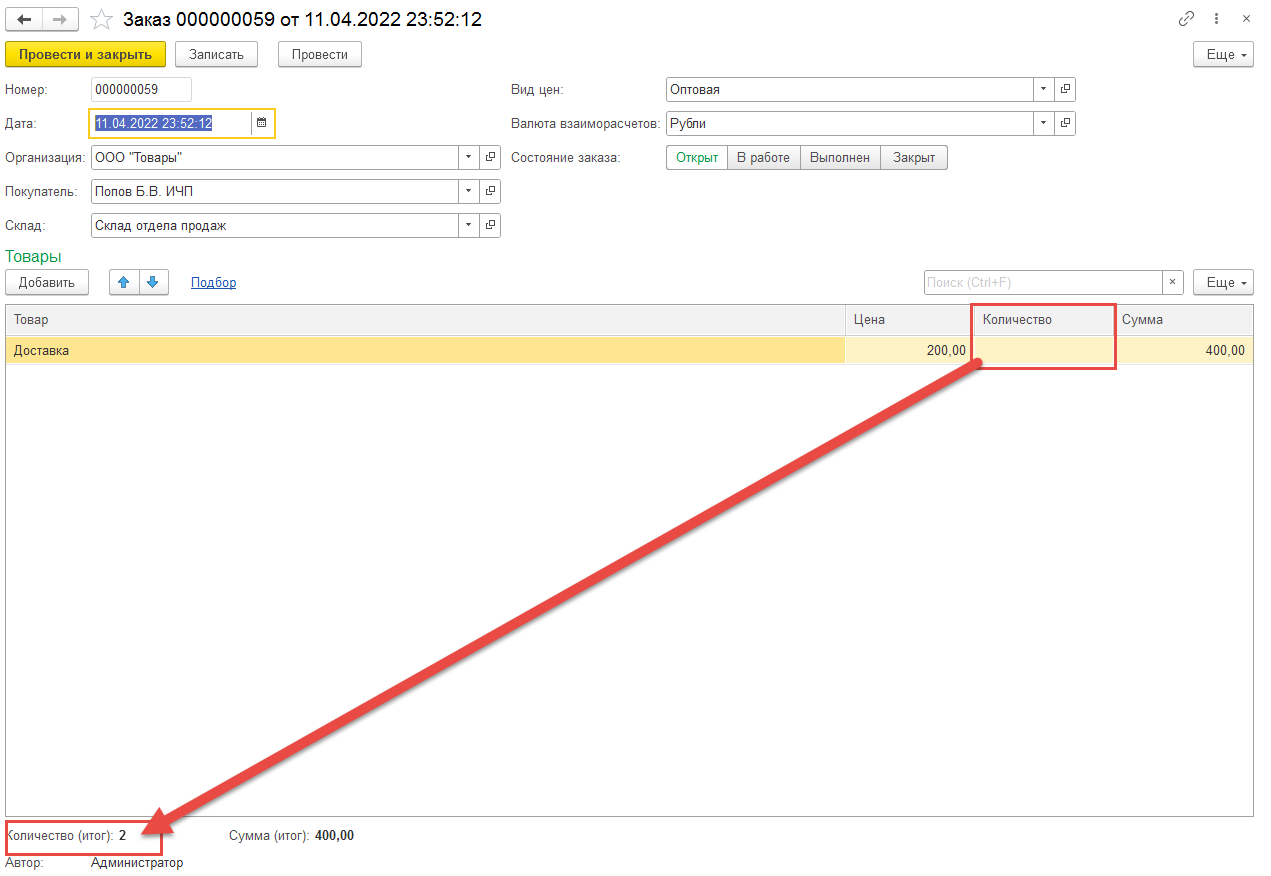 Заказ 000000059 от 11.04.2022 23:52:12
Провести и закрыть Записать Провести Еще
Номер: 000000059 Вид цен: Оптовая
Дата: 11.04.2022 23:52:12 Валюта взаиморасчетов: Рубли
Организация: ООО "Товары" Состояние заказа: Открыт В работе Выполнен Закрыт
Покупатель: Попов Б.В. ИЧП
Склад: Склад отдела продаж
Товары
Добавить Подбор Поиск (Ctrl+F) × Еще
Товар Цена Количество Сумма
Доставка 200,00 400,00
Количество (итог): 2 Сумма (итог): 400,00
Автор: Администратор